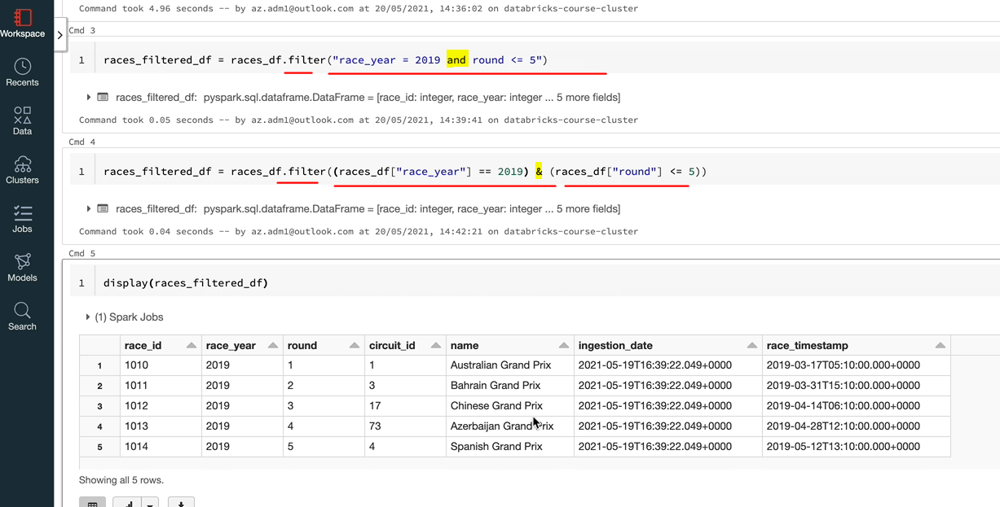 Command took 4.96 seconds -- by az.adm1@outlook.com at 20/05/2021, 14:36:02 on databricks-course-cluster
Workspace
Recents
Data
Clusters
Jobs
Models
Search
Cmd 3
1 races_filtered_df = races_df.filter("race_year = 2019 and round <= 5")
races_filtered_df: pyspark.sql.dataframe.DataFrame = [race_id: integer, race_year: integer ... 5 more fields]
Command took 0.05 seconds -- by az.adm1@outlook.com at 20/05/2021, 14:39:41 on databricks-course-cluster
Cmd 4
1 races_filtered_df = races_df.filter((races_df["race_year"] == 2019) & (races_df["round"] <= 5))
races_filtered_df: pyspark.sql.dataframe.DataFrame = [race_id: integer, race_year: integer ... 5 more fields]
Command took 0.04 seconds -- by az.adm1@outlook.com at 20/05/2021, 14:42:21 on databricks-course-cluster
Cmd 5
1 display(races_filtered_df)
(1) Spark Jobs
race_id race_year round circuit_id name ingestion_date race_timestamp
1 1010 2019 1 1 Australian Grand Prix 2021-05-19T16:39:22.049+0000 2019-03-17T05:10:00.000+0000
2 1011 2019 2 3 Bahrain Grand Prix 2021-05-19T16:39:22.049+0000 2019-03-31T15:10:00.000+0000
3 1012 2019 3 17 Chinese Grand Prix 2021-05-19T16:39:22.049+0000 2019-04-14T06:10:00.000+0000
4 1013 2019 4 73 Azerbaijan Grand Prix 2021-05-19T16:39:22.049+0000 2019-04-28T12:10:00.000+0000
5 1014 2019 5 4 Spanish Grand Prix 2021-05-19T16:39:22.049+0000 2019-05-12T13:10:00.000+0000
Showing all 5 rows.